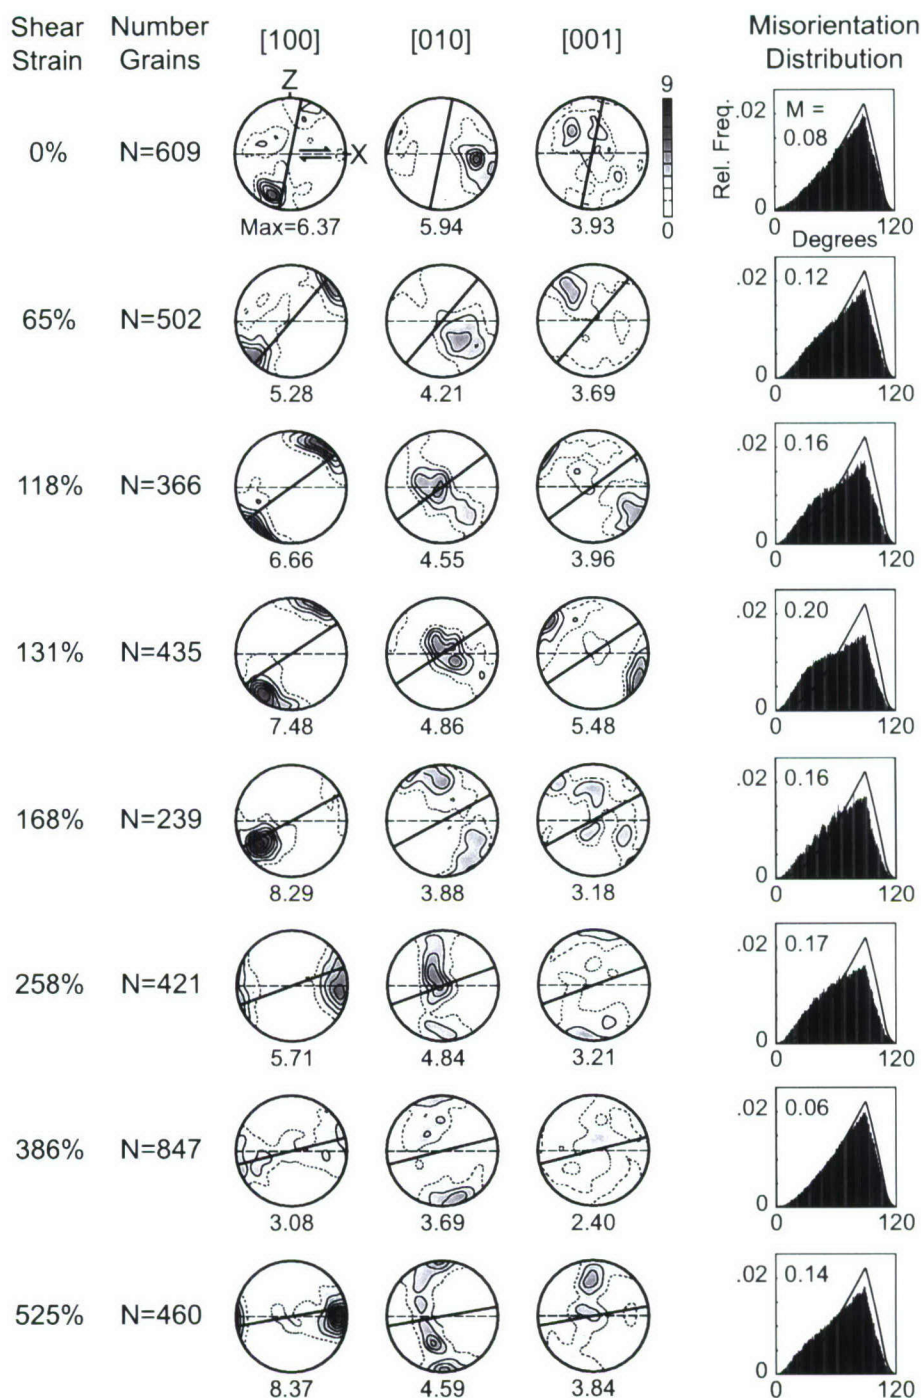 Shear Strain Number Grains [100] [010] [001] Misorientation Distribution
Z
X
9
0
Rel. Freq.
.02
0
M = 0.08
0 120
Degrees
0% N=609
Max=6.37 5.94 3.93
65% N=502
5.28 4.21 3.69
.02 0.12
0
0 120
118% N=366
6.66 4.55 3.96
.02 0.16
0
0 120
131% N=435
7.48 4.86 5.48
.02 0.20
0
0 120
168% N=239
8.29 3.88 3.18
.02 0.16
0
0 120
258% N=421
5.71 4.84 3.21
.02 0.17
0
0 120
386% N=847
3.08 3.69 2.40
.02 0.06
0
0 120
525% N=460
8.37 4.59 3.84
.02 0.14
0
0 120